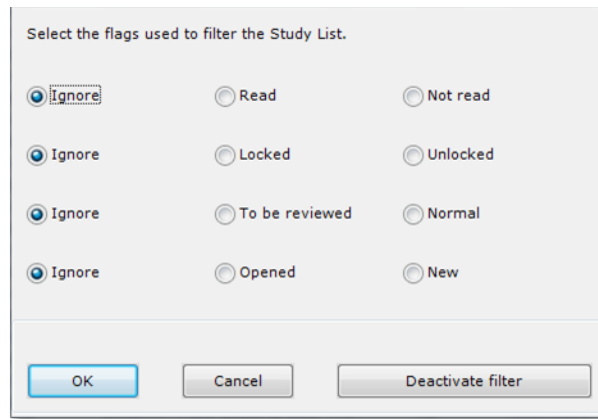 Select the flags used to filter the Study List.
Ignore Read Not read
Ignore Locked Unlocked
Ignore To be reviewed Normal
Ignore Opened New
OK Cancel Deactivate filter